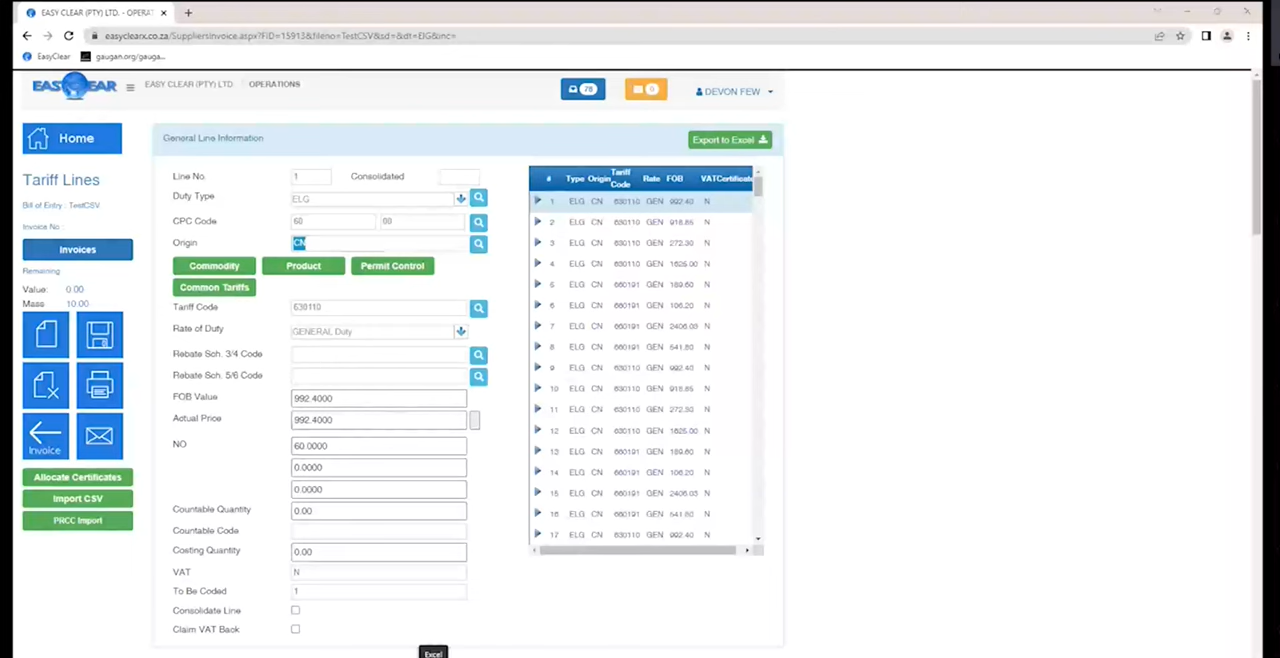 EASY CLEAR (PTY) LTD. - OPERAT
easyclearx.co.za/SuppliersInvoice.aspx?FID=15913&fileno=TestCSV&sd=&dt=EIG&inc=
EasyClear
gaugan.org/gauga...
EASY CLEAR
EASY CLEAR (PTY) LTD
OPERATIONS
78
0
DEVON FEW
Home
General Line Information
Export to Excel
Tariff Lines
Bill of Entry : TestCSV
Invoice No :
Invoices
Remaining
Value: 0.00
Mass 10.00
Invoice
Allocate Certificates
Import CSV
PRCC Import
Line No. 1 Consolidated
Duty Type ELG
CPC Code 60 00
Origin CN
Commodity Product Permit Control
Common Tariffs
Tariff Code 630110
Rate of Duty GENERAL Duty
Rebate Sch. 3/4 Code
Rebate Sch. 5/6 Code
FOB Value 992.4000
Actual Price 992.4000
NO 60.0000
0.0000
0.0000
Countable Quantity 0.00
Countable Code
Costing Quantity 0.00
VAT N
To Be Coded 1
Consolidate Line
Claim VAT Back
# Type Origin Tariff Code Rate FOB VAT Certificate
1 ELG CN 630110 GEN 992.40 N
2 ELG CN 630110 GEN 918.85 N
3 ELG CN 630110 GEN 272.30 N
4 ELG CN 630110 GEN 1625.00 N
5 ELG CN 660191 GEN 189.60 N
6 ELG CN 660191 GEN 106.20 N
7 ELG CN 660191 GEN 2406.03 N
8 ELG CN 660191 GEN 541.80 N
9 ELG CN 630110 GEN 992.40 N
10 ELG CN 630110 GEN 918.85 N
11 ELG CN 630110 GEN 272.30 N
12 ELG CN 630110 GEN 1625.00 N
13 ELG CN 660191 GEN 189.60 N
14 ELG CN 660191 GEN 106.20 N
15 ELG CN 660191 GEN 2406.03 N
16 ELG CN 660191 GEN 541.80 N
17 ELG CN 630110 GEN 992.40 N
Excel